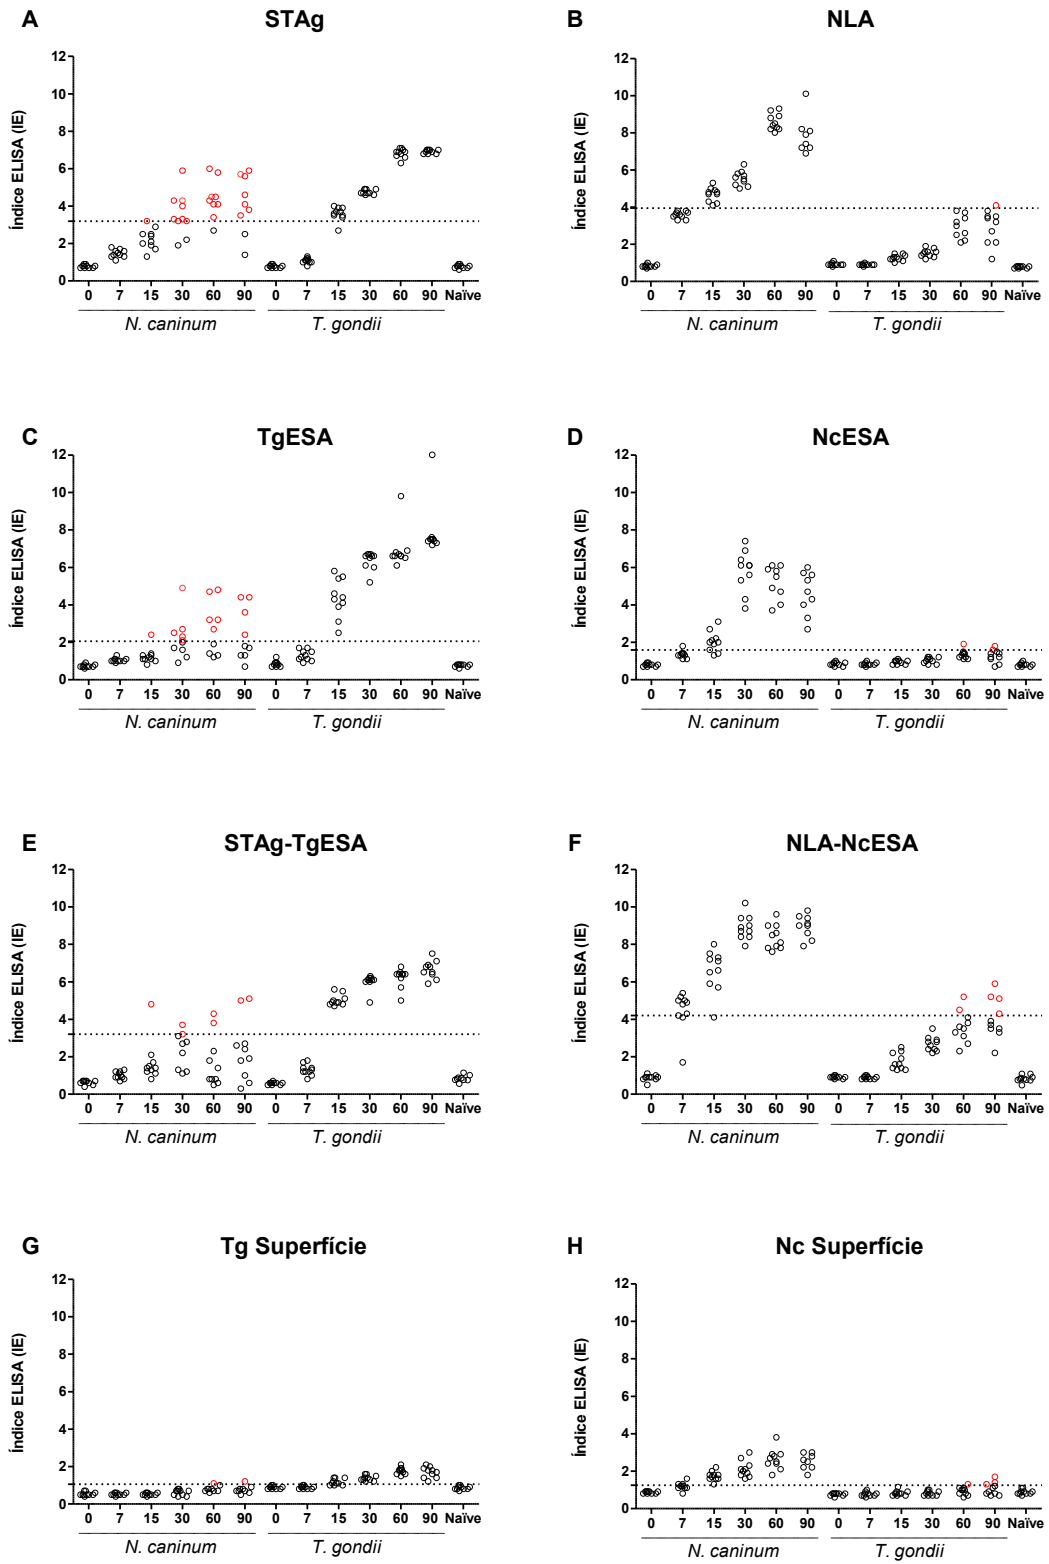 A STAg
Índice ELISA (IE)
12
10
8
6
4
2
0
0 7 15 30 60 90 0 7 15 30 60 90 Naïve
N. caninum T. gondii
B NLA
Índice ELISA (IE)
12
10
8
6
4
2
0
0 7 15 30 60 90 0 7 15 30 60 90 Naïve
N. caninum T. gondii
C TgESA
Índice ELISA (IE)
12
10
8
6
4
2
0
0 7 15 30 60 90 0 7 15 30 60 90 Naïve
N. caninum T. gondii
D NcESA
Índice ELISA (IE)
12
10
8
6
4
2
0
0 7 15 30 60 90 0 7 15 30 60 90 Naïve
N. caninum T. gondii
E STAg-TgESA
Índice ELISA (IE)
12
10
8
6
4
2
0
0 7 15 30 60 90 0 7 15 30 60 90 Naïve
N. caninum T. gondii
F NLA-NcESA
Índice ELISA (IE)
12
10
8
6
4
2
0
0 7 15 30 60 90 0 7 15 30 60 90 Naïve
N. caninum T. gondii
G Tg Superfície
Índice ELISA (IE)
12
10
8
6
4
2
0
0 7 15 30 60 90 0 7 15 30 60 90 Naïve
N. caninum T. gondii
H Nc Superfície
Índice ELISA (IE)
12
10
8
6
4
2
0
0 7 15 30 60 90 0 7 15 30 60 90 Naïve
N. caninum T. gondii